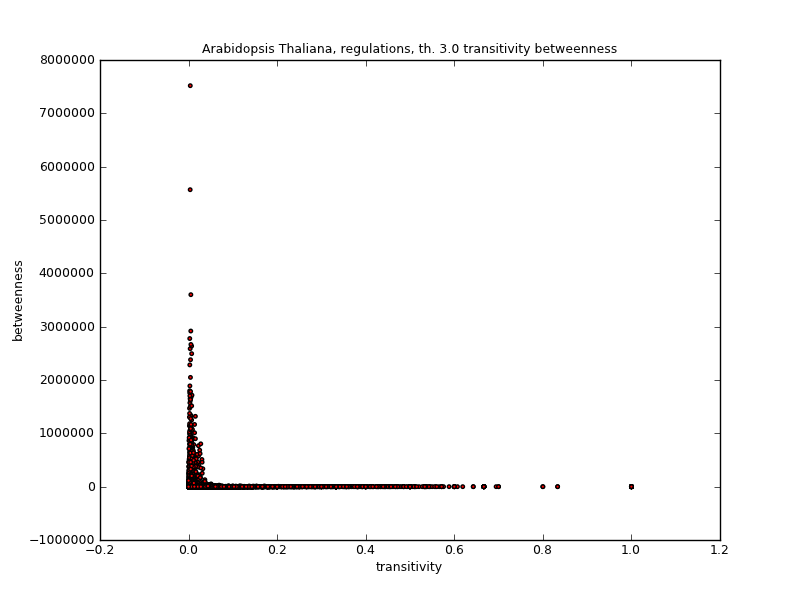 Arabidopsis Thaliana, regulations, th. 3.0 transitivity betweenness
8000000
7000000
6000000
5000000
4000000
3000000
2000000
1000000
0
−1000000
betweenness
−0.2 0.0 0.2 0.4 0.6 0.8 1.0 1.2
transitivity